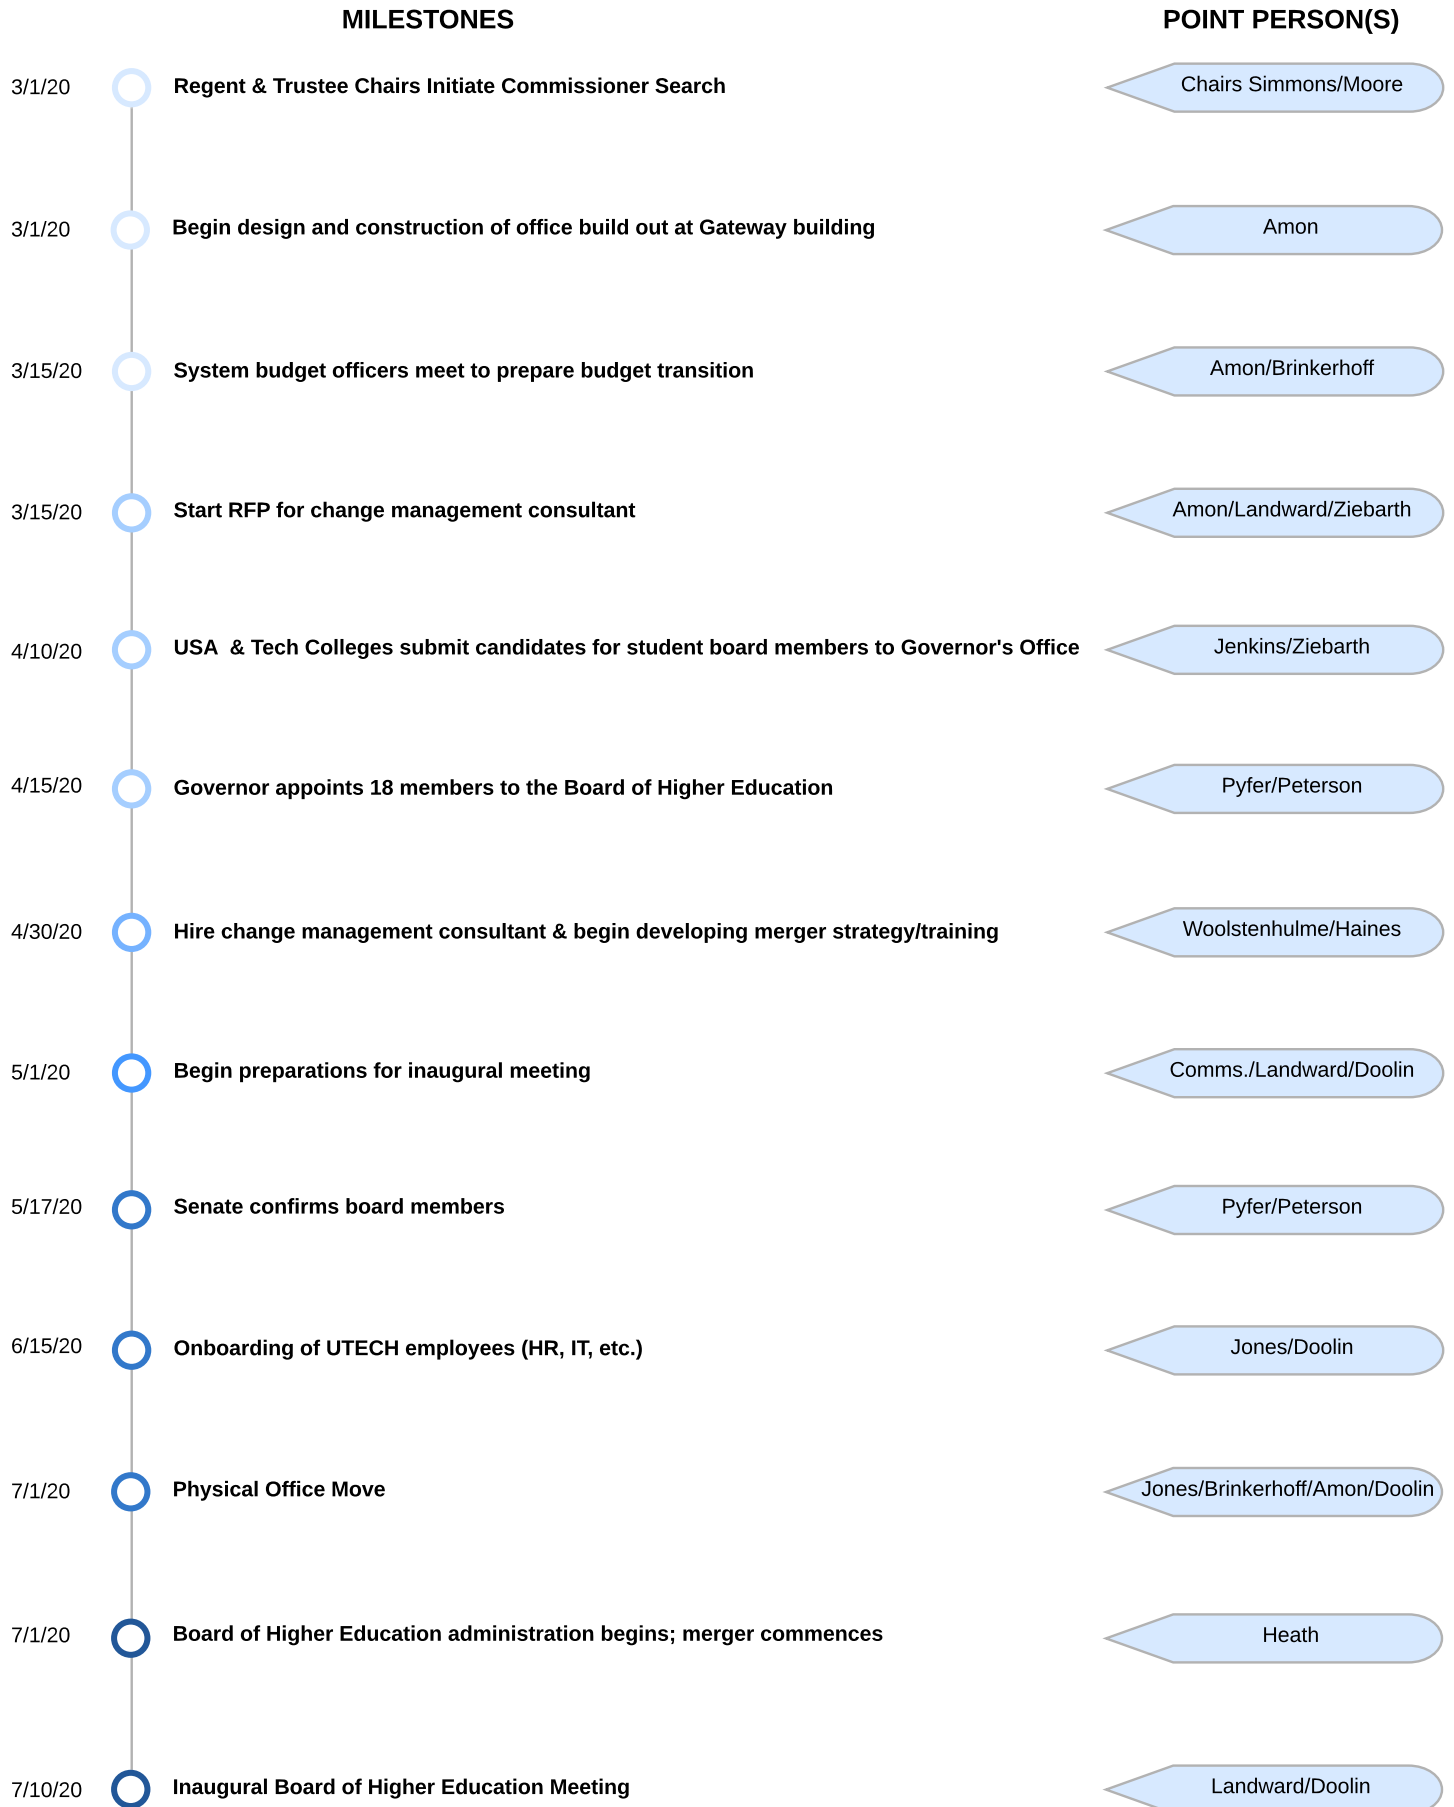 MILESTONES POINT PERSON(S)
3/1/20 Regent & Trustee Chairs Initiate Commissioner Search Chairs Simmons/Moore
3/1/20 Begin design and construction of office build out at Gateway building Amon
3/15/20 System budget officers meet to prepare budget transition Amon/Brinkerhoff
3/15/20 Start RFP for change management consultant Amon/Landward/Ziebarth
4/10/20 USA  & Tech Colleges submit candidates for student board members to Governor's Office Jenkins/Ziebarth
4/15/20 Governor appoints 18 members to the Board of Higher Education Pyfer/Peterson
4/30/20 Hire change management consultant & begin developing merger strategy/training Woolstenhulme/Haines
5/1/20 Begin preparations for inaugural meeting Comms./Landward/Doolin
5/17/20 Senate confirms board members Pyfer/Peterson
6/15/20 Onboarding of UTECH employees (HR, IT, etc.) Jones/Doolin
7/1/20 Physical Office Move Jones/Brinkerhoff/Amon/Doolin
7/1/20 Board of Higher Education administration begins; merger commences Heath
7/10/20 Inaugural Board of Higher Education Meeting Landward/Doolin